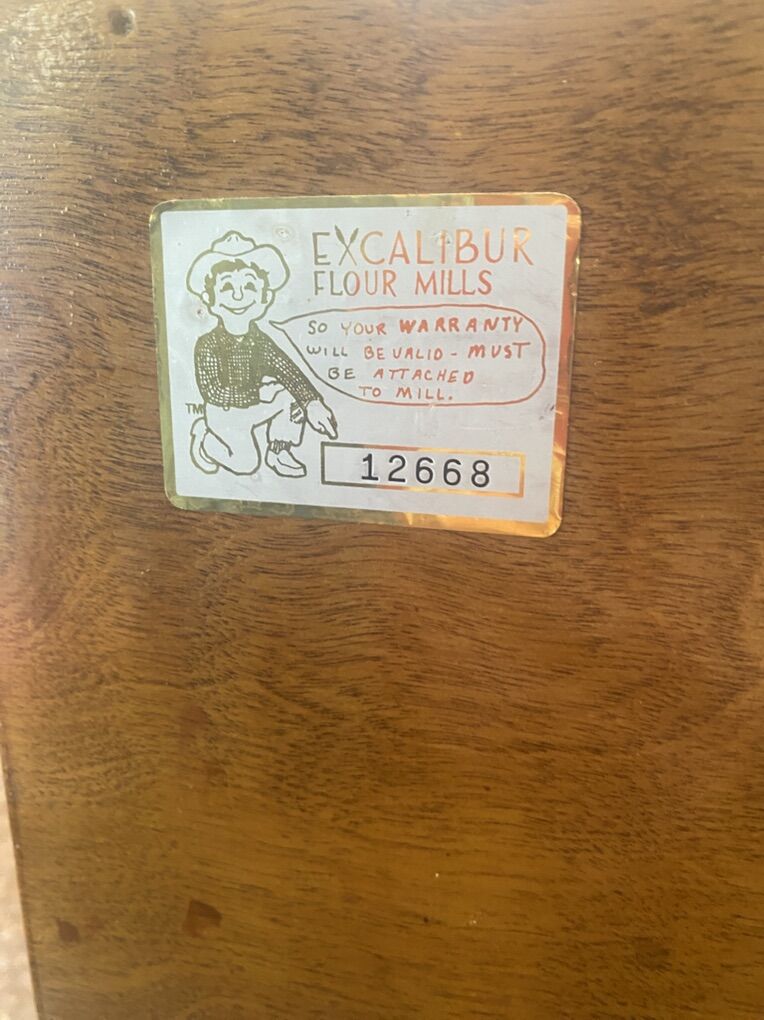 EXCALIBUR
FLOUR MILLS
SO YOUR WARRANTY
WILL BE VALID - MUST
BE ATTACHED
TO MILL.
TM
12668